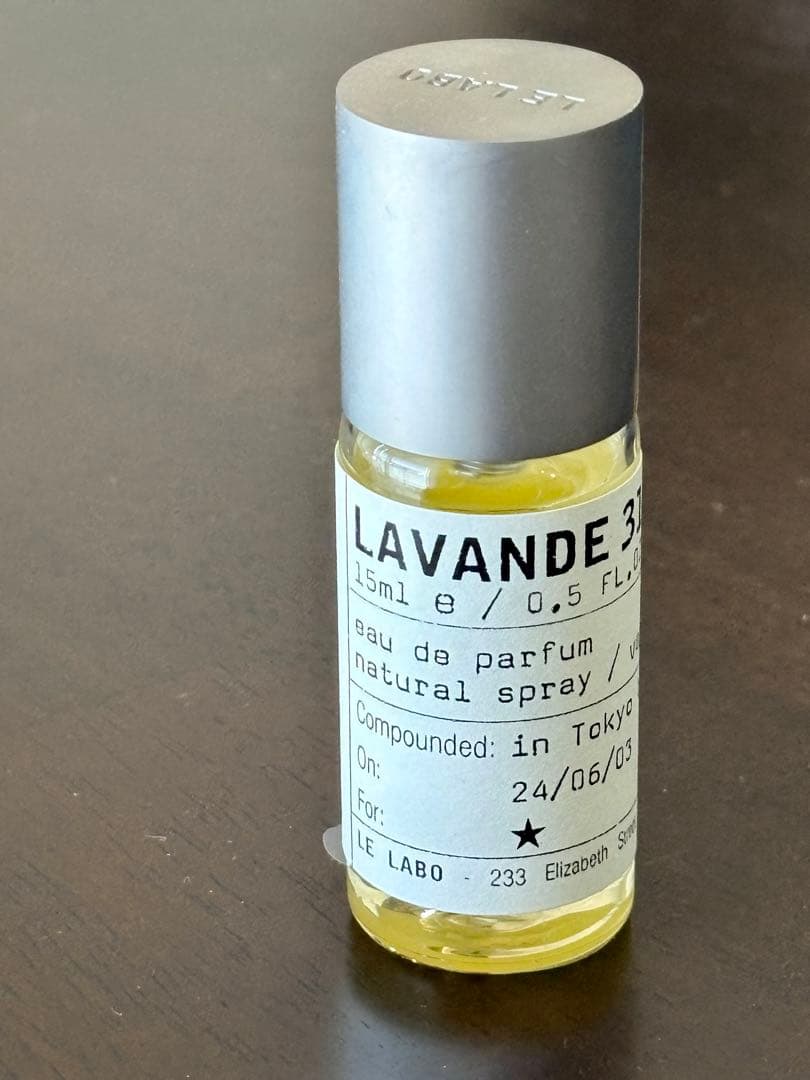 LE LABO
LAVANDE 31
15ml e / 0.5 FL.O
eau de parfum
natural spray /
Compounded: in Tokyo
On: 24/06/03
For: ★
LE LABO - 233 Elizabeth